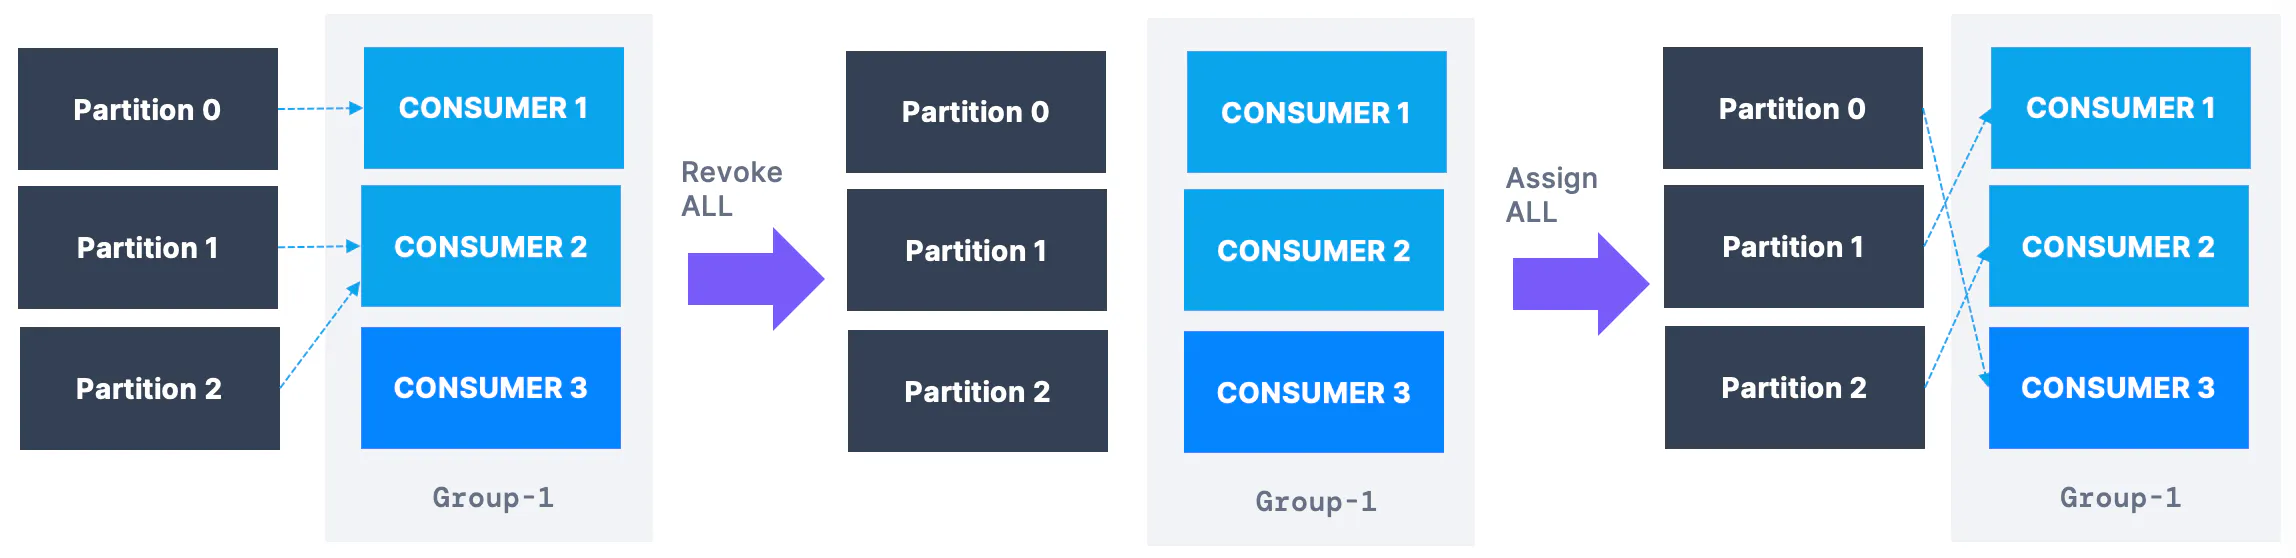 Partition 0
CONSUMER 1
Partition 1
CONSUMER 2
Partition 2
CONSUMER 3
Group-1
Revoke
ALL
Partition 0
CONSUMER 1
Partition 1
CONSUMER 2
Partition 2
CONSUMER 3
Group-1
Assign
ALL
Partition 0
CONSUMER 1
Partition 1
CONSUMER 2
Partition 2
CONSUMER 3
Group-1